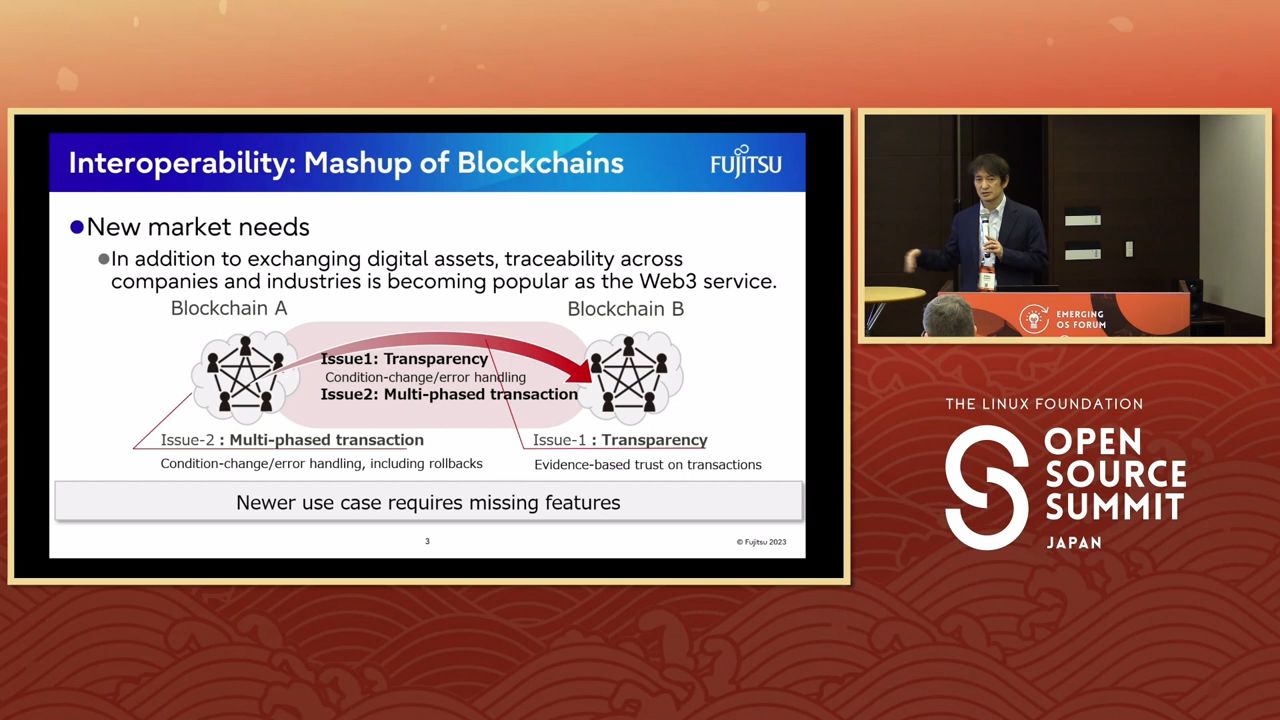 Interoperability: Mashup of Blockchains
FUJITSU
New market needs
In addition to exchanging digital assets, traceability across
companies and industries is becoming popular as the Web3 service.
Blockchain A
Blockchain B
Issue1: Transparency
Condition-change/error handling
Issue2: Multi-phased transaction
Issue-2 : Multi-phased transaction
Condition-change/error handling, including rollbacks
Issue-1 : Transparency
Evidence-based trust on transactions
Newer use case requires missing features
3
© Fujitsu 2023
EMERGING
OS FORUM
THE LINUX FOUNDATION
OPEN
SOURCE
SUMMIT
JAPAN